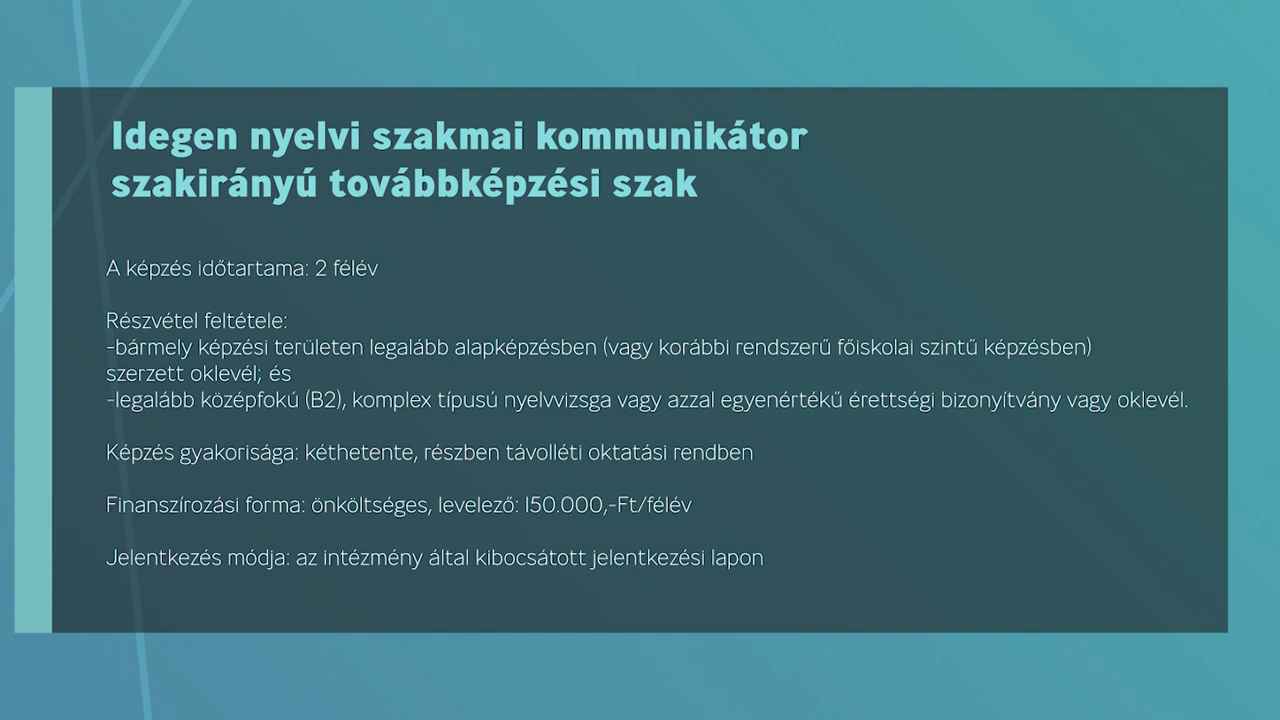 Idegen nyelvi szakmai kommunikátor
szakirányú továbbképzési szak
A képzés időtartama: 2 félév
Részvétel feltétele:
-bármely képzési területen legalább alapképzésben (vagy korábbi rendszerű főiskolai szintű képzésben)
szerzett oklevél; és
-legalább középfokú (B2), komplex típusú nyelvvizsga vagy azzal egyenértékű érettségi bizonyítvány vagy oklevél.
Képzés gyakorisága: kéthetente, részben távolléti oktatási rendben
Finanszírozási forma: önköltséges, levelező: 150.000,-Ft/félév
Jelentkezés módja: az intézmény által kibocsátott jelentkezési lapon